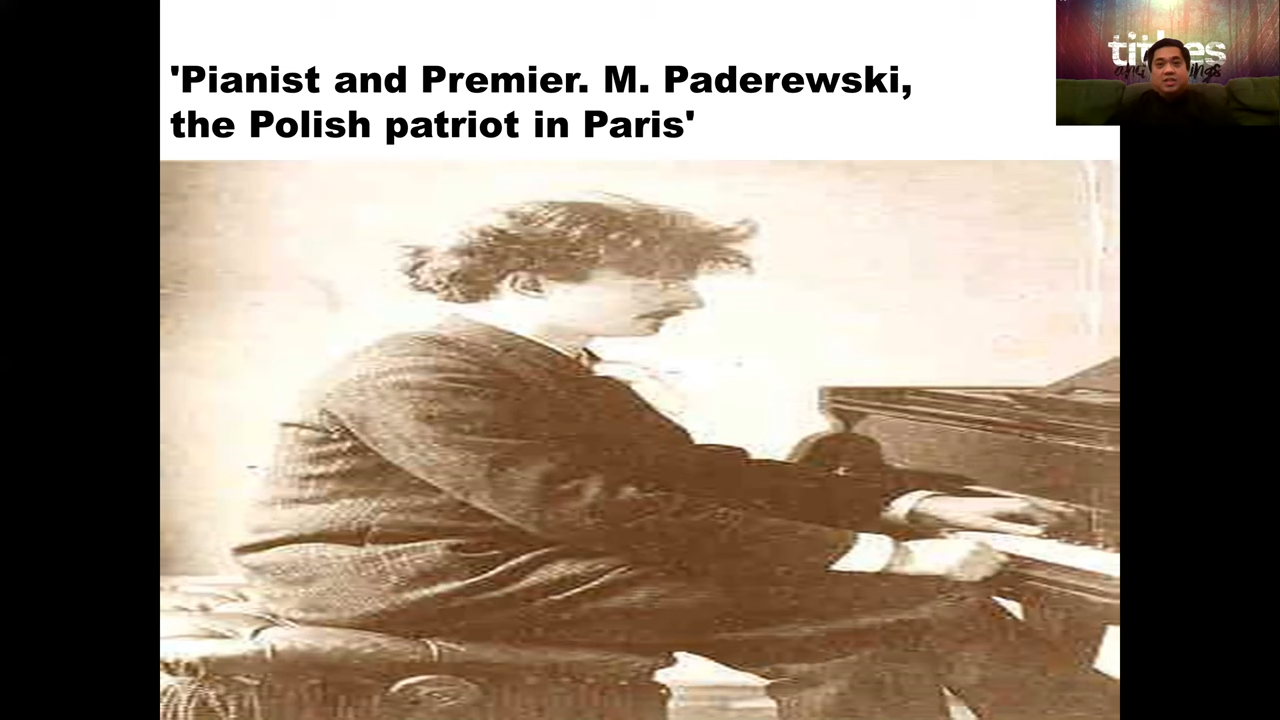 'Pianist and Premier. M. Paderewski,
the Polish patriot in Paris'